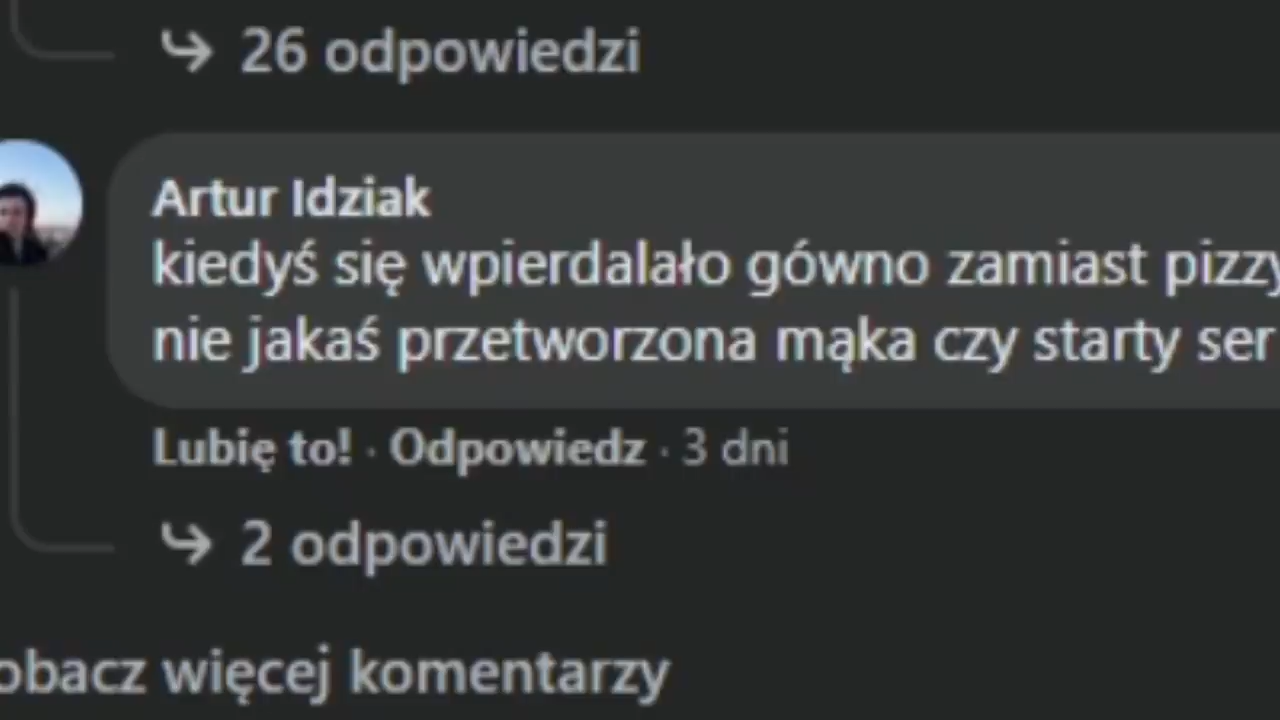 26 odpowiedzi
Artur Idziak
kiedyś się wpierdalało gówno zamiast pizzy
nie jakaś przetworzona mąka czy starty ser
Lubię to! · Odpowiedz · 3 dni
2 odpowiedzi
obacz więcej komentarzy